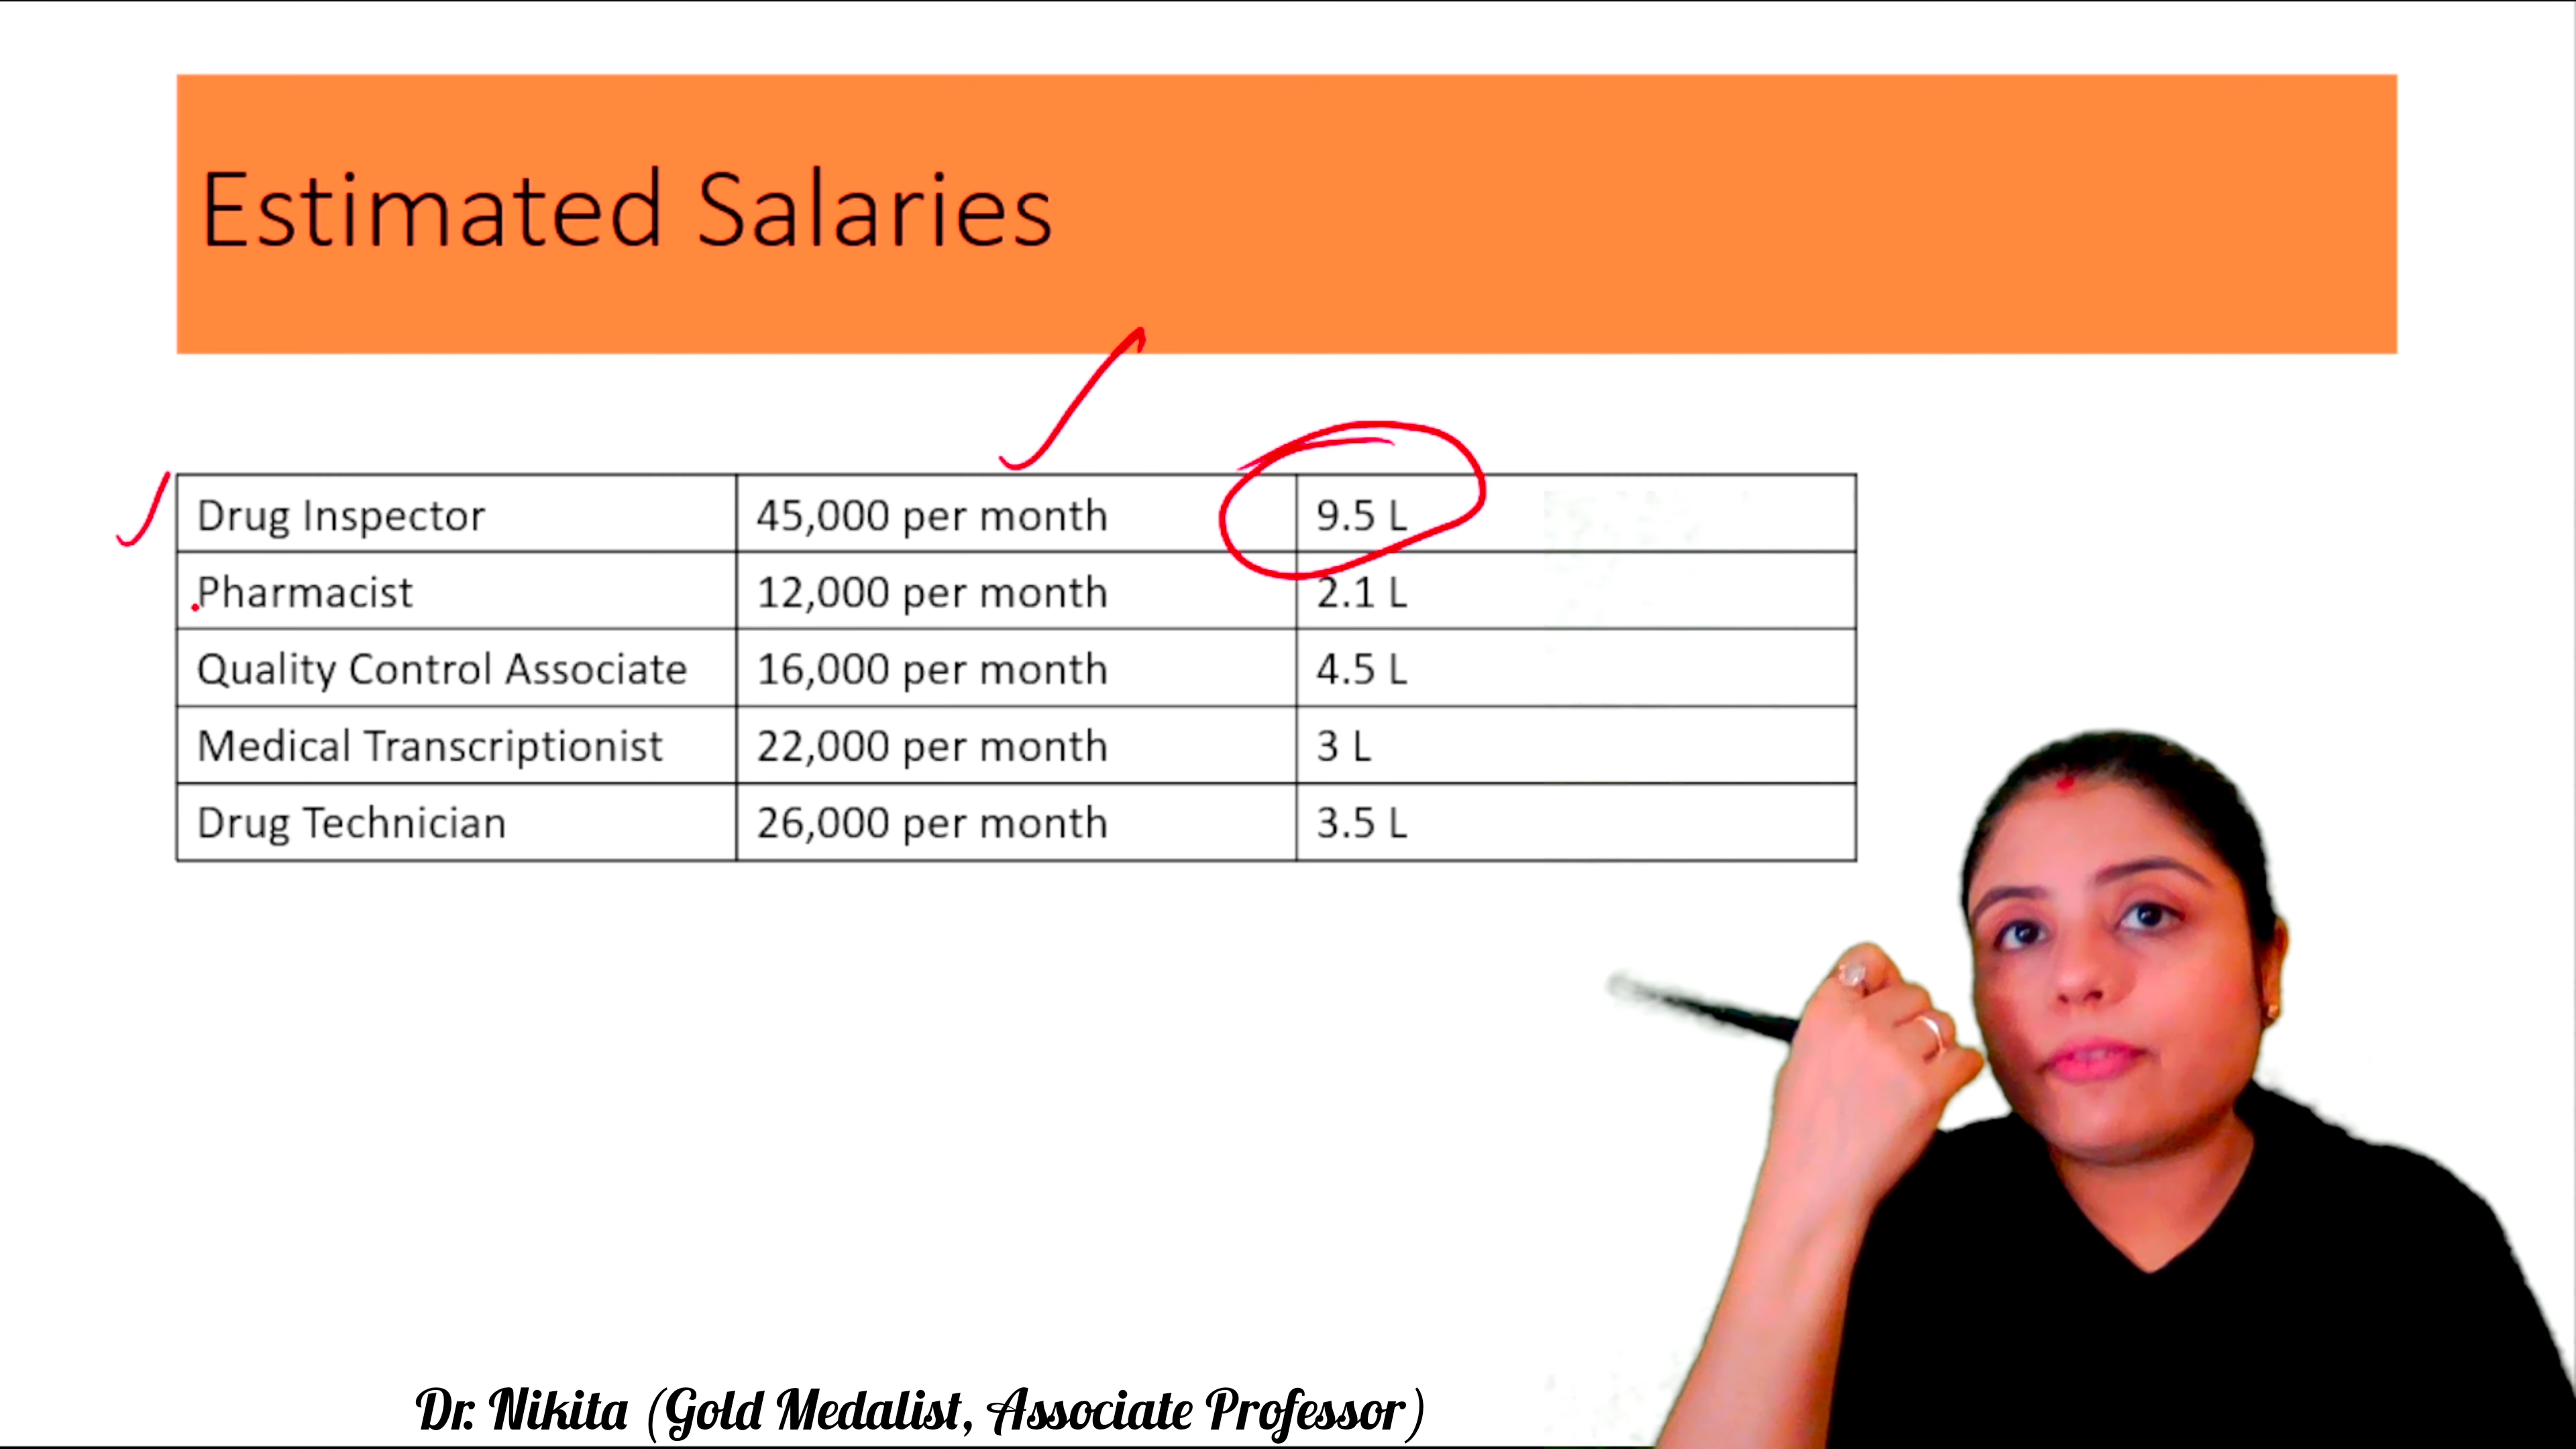 Estimated Salaries
Drug Inspector 45,000 per month 9.5 L
Pharmacist 12,000 per month 2.1 L
Quality Control Associate 16,000 per month 4.5 L
Medical Transcriptionist 22,000 per month 3 L
Drug Technician 26,000 per month 3.5 L
Dr. Nikita (Gold Medalist, Associate Professor)